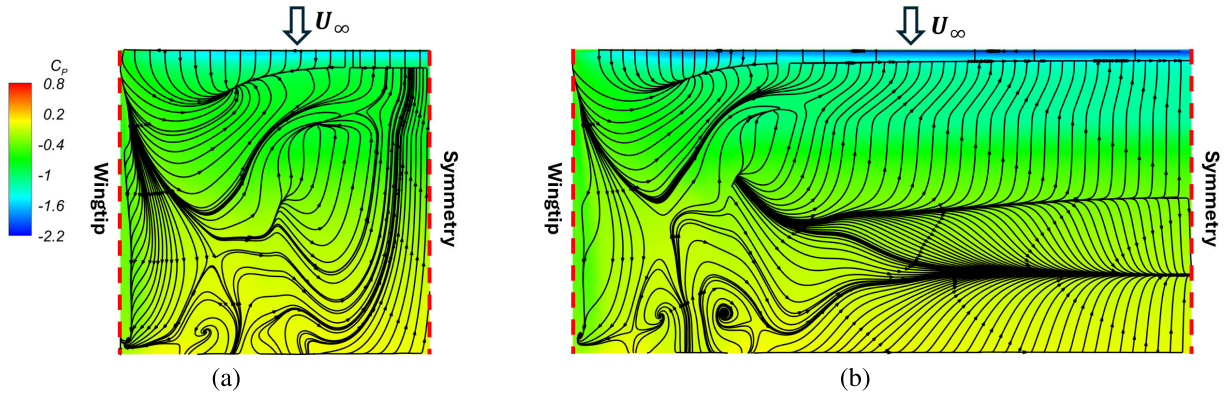 U∞
U∞
C_P
0.8
0.2
-0.4
-1
-1.6
-2.2
Wingtip
Symmetry
Wingtip
Symmetry
(a)
(b)